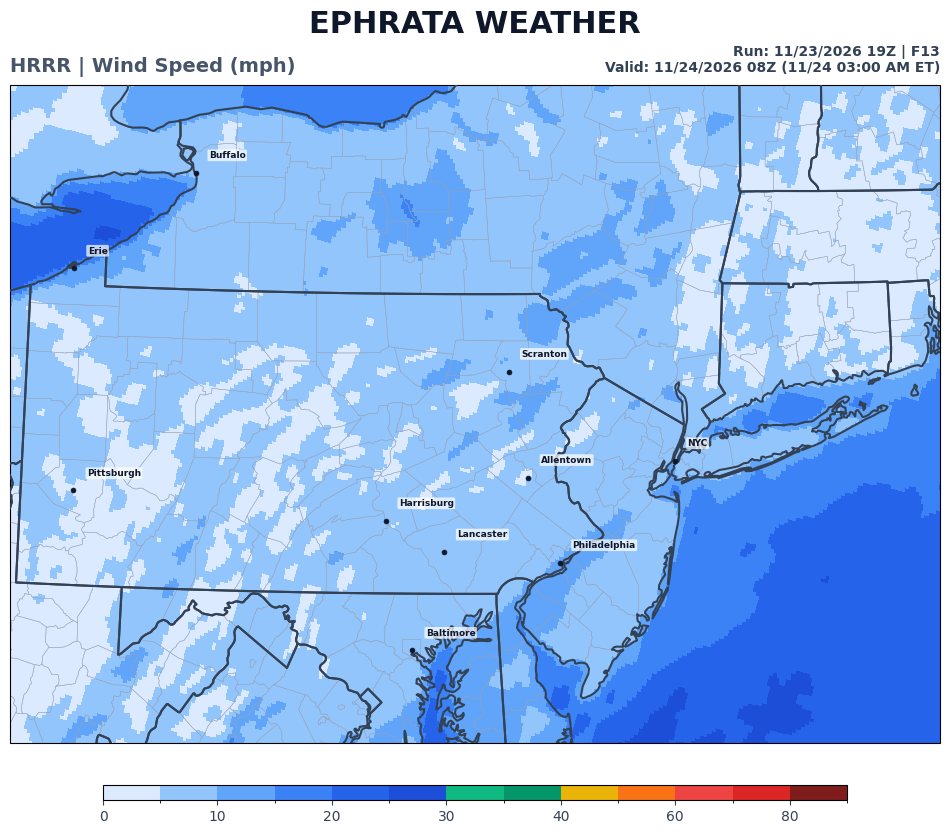 EPHRATA WEATHER
HRRR | Wind Speed (mph)
Run: 11/23/2026 19Z | F13
Valid: 11/24/2026 08Z (11/24 03:00 AM ET)
Buffalo
Erie
Scranton
NYC
Allentown
Pittsburgh
Harrisburg
Lancaster
Philadelphia
Baltimore
0 10 20 30 40 60 80